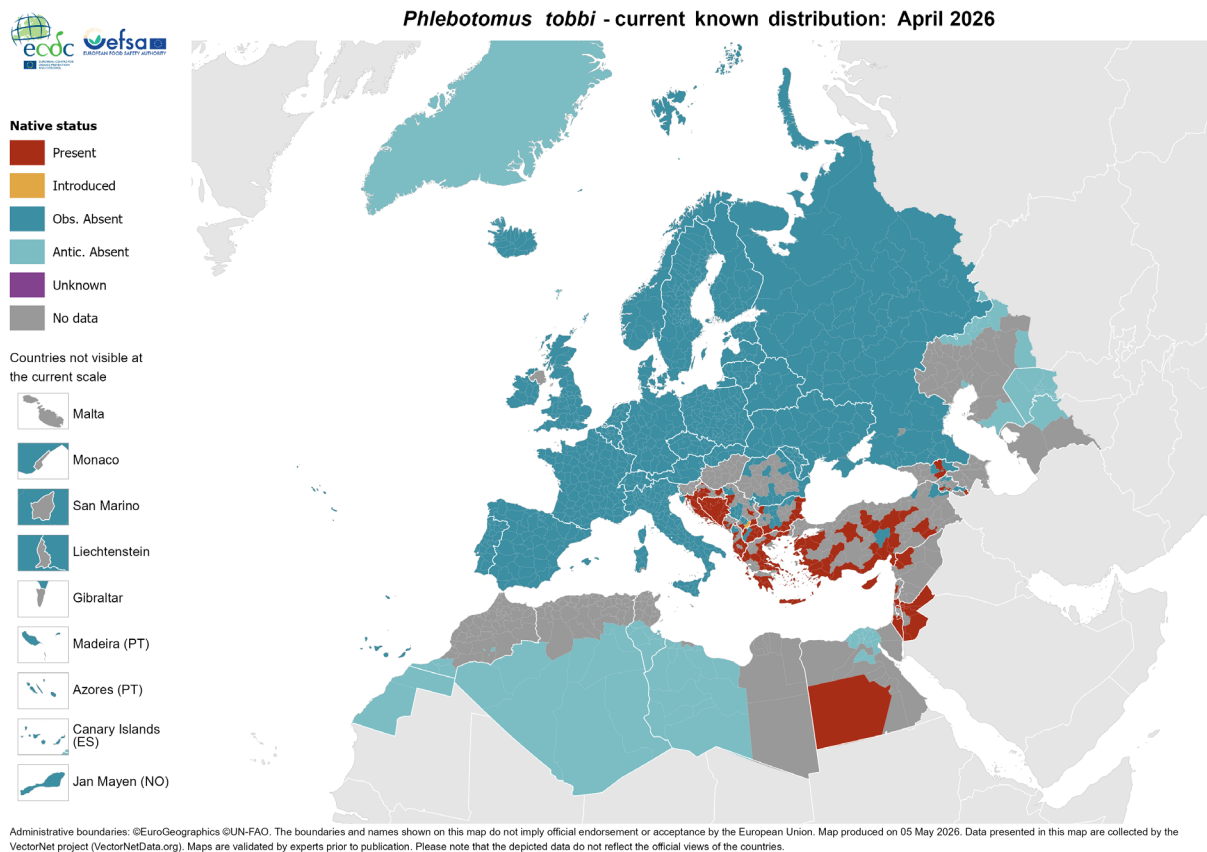 Phlebotomus tobbi - current known distribution: April 2026
ecdc
efsa
EUROPEAN FOOD SAFETY AUTHORITY
Native status
Present
Introduced
Obs. Absent
Antic. Absent
Unknown
No data
Countries not visible at
the current scale
Malta
Monaco
San Marino
Liechtenstein
Gibraltar
Madeira (PT)
Azores (PT)
Canary Islands
(ES)
Jan Mayen (NO)
Administrative boundaries: ©EuroGeographics ©UN-FAO. The boundaries and names shown on this map do not imply official endorsement or acceptance by the European Union. Map produced on 05 May 2026. Data presented in this map are collected by the
VectorNet project (VectorNetData.org). Maps are validated by experts prior to publication. Please note that the depicted data do not reflect the official views of the countries.